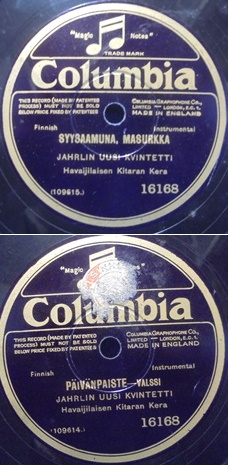 "Magic Notes"
TRADE MARK
Columbia
THIS RECORD (MADE BY PATENTED
PROCESS) MUST NOT BE SOLD
BELOW PRICE FIXED BY PATENTEES
COLUMBIA GRAPHOPHONE CO.,
LIMITED LONDON, E.C. 1.
MADE IN ENGLAND
Finnish
Instrumental
SYYSAAMUNA, MASURKKA
JAHRLIN UUSI KVINTETTI
Havaijilaisen Kitaran Kera
(109615.)
16168
"Magic Notes"
Columbia
THIS RECORD (MADE BY PATENTED
PROCESS) MUST NOT BE SOLD
BELOW PRICE FIXED BY PATENTEES
COLUMBIA GRAPHOPHONE CO.,
LIMITED LONDON, E.C. 1.
MADE IN ENGLAND
Finnish
Instrumental
PÄIVÄNPAISTE -VALSSI
JAHRLIN UUSI KVINTETTI
Havaijilaisen Kitaran Kera
(109614.)
16168